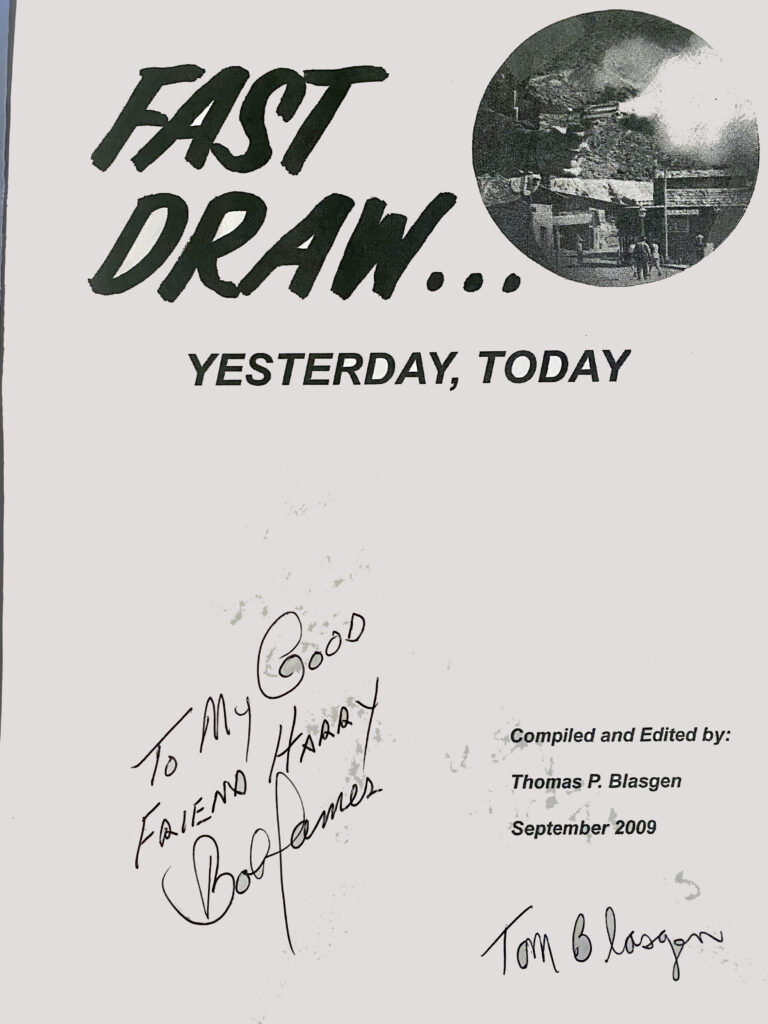 FAST
DRAW...
YESTERDAY, TODAY
To My Good
Friend Harry
Bob James
Compiled and Edited by:
Thomas P. Blasgen
September 2009
Tom Blasgen